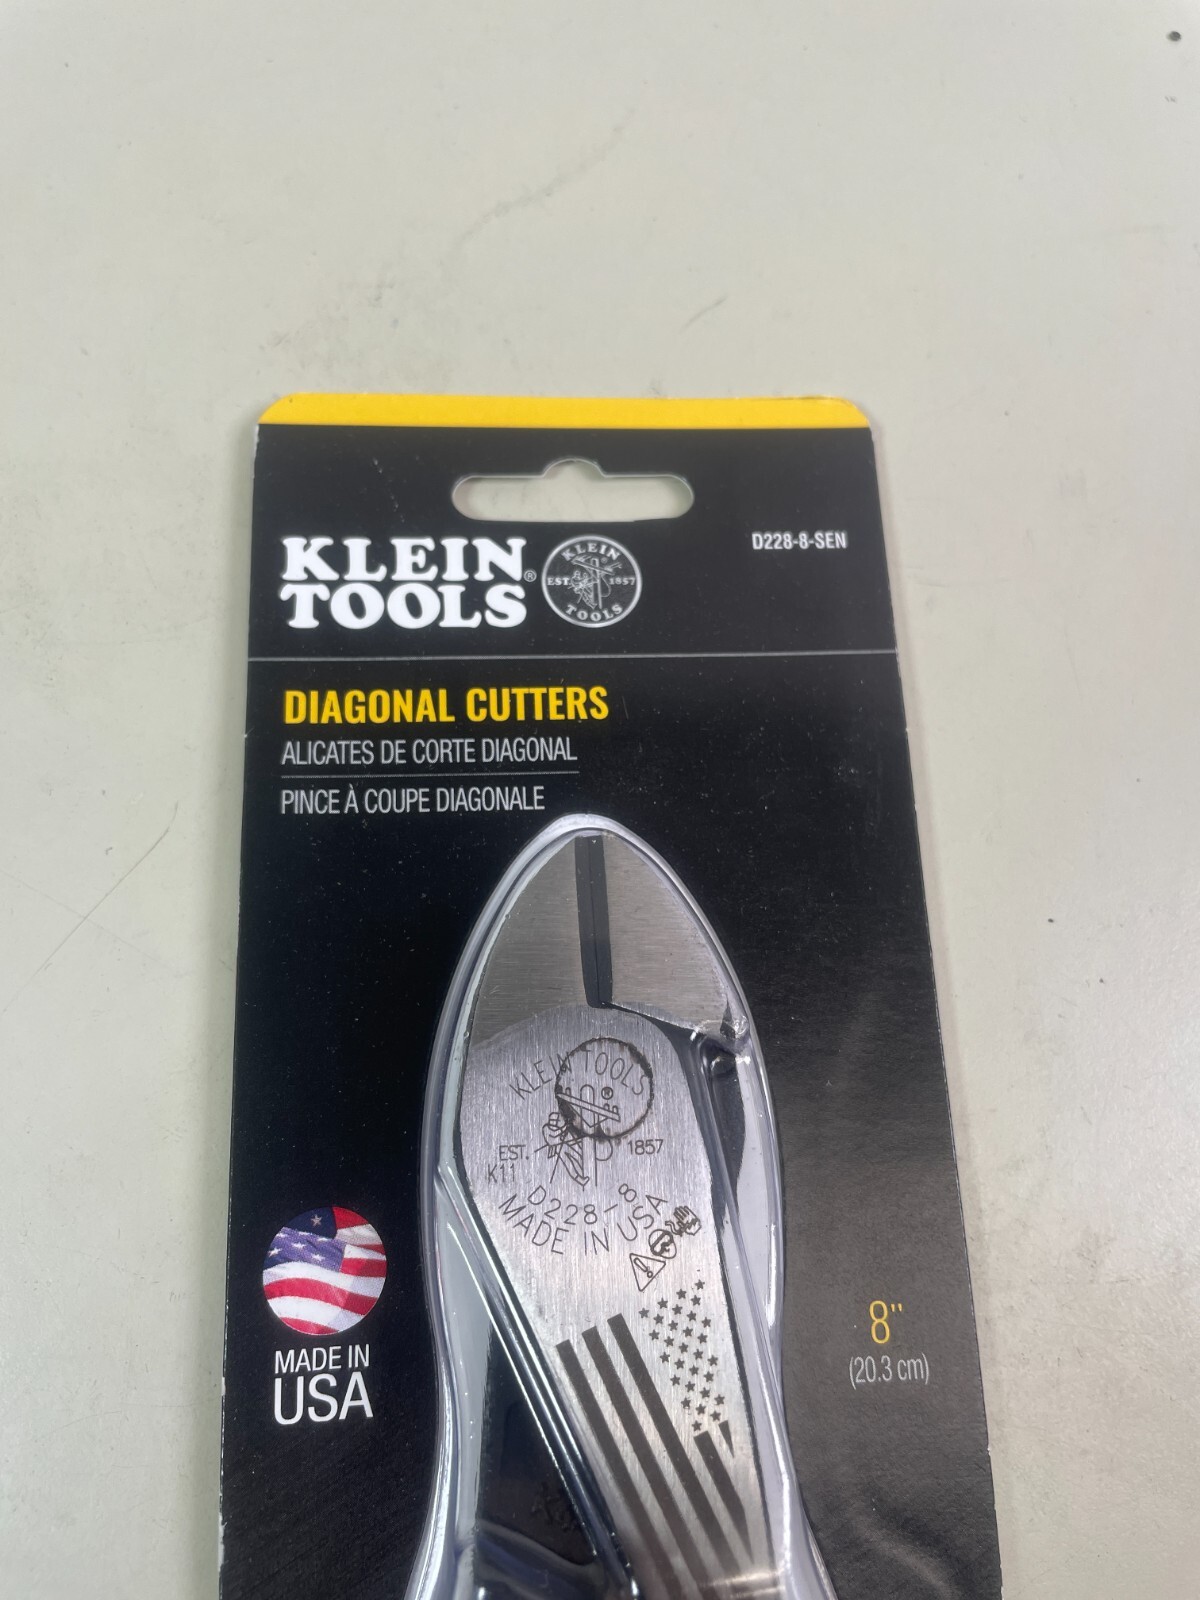 KLEIN
TOOLS®
KLEIN
EST. 1857
TOOLS
D228-8-SEN
DIAGONAL CUTTERS
ALICATES DE CORTE DIAGONAL
PINCE À COUPE DIAGONALE
KLEIN TOOLS
®
EST. 1857
K11
D228-8
MADE IN USA
MADE IN
USA
8"
(20.3 cm)